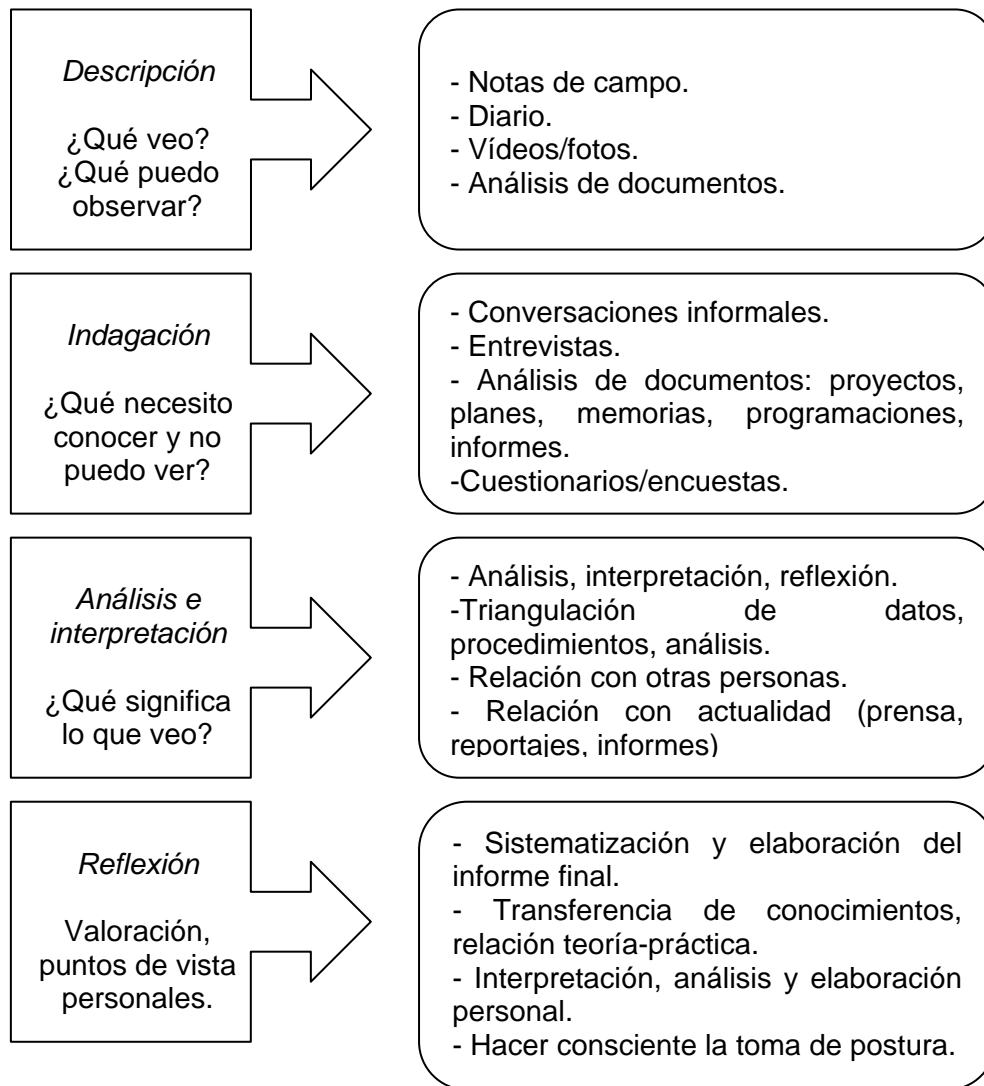 Descripción
¿Qué veo?
¿Qué puedo
observar?
- Notas de campo.
- Diario.
- Vídeos/fotos.
- Análisis de documentos.
Indagación
¿Qué necesito
conocer y no
puedo ver?
- Conversaciones informales.
- Entrevistas.
- Análisis de documentos: proyectos,
planes, memorias, programaciones,
informes.
-Cuestionarios/encuestas.
Análisis e
interpretación
¿Qué significa
lo que veo?
- Análisis, interpretación, reflexión.
-Triangulación de datos,
procedimientos, análisis.
- Relación con otras personas.
- Relación con actualidad (prensa,
reportajes, informes)
Reflexión
Valoración,
puntos de vista
personales.
- Sistematización y elaboración del
informe final.
- Transferencia de conocimientos,
relación teoría-práctica.
- Interpretación, análisis y elaboración
personal.
- Hacer consciente la toma de postura.